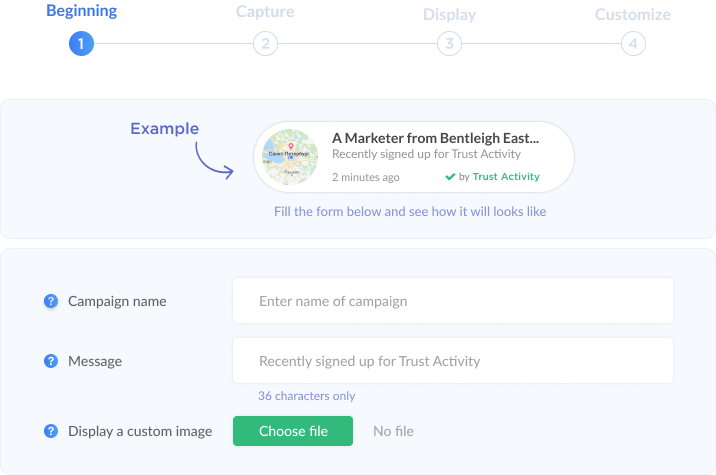 Beginning
Capture
Display
Customize
1
2
3
4
Example
A Marketer from Bentleigh East...
Recently signed up for Trust Activity
2 minutes ago
by Trust Activity
Санкт-Петербург
Fill the form below and see how it will looks like
? Campaign name
Enter name of campaign
? Message
Recently signed up for Trust Activity
36 characters only
? Display a custom image
Choose file
No file